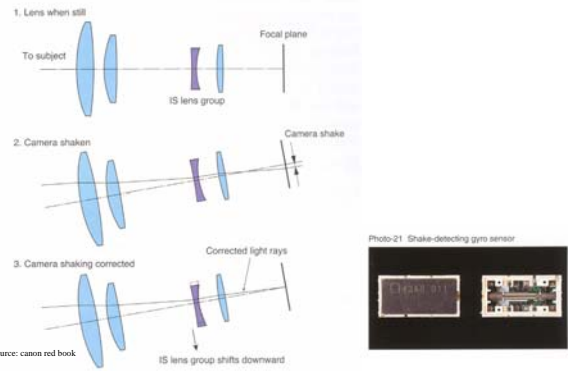 1. Lens when still
Focal plane
To subject
IS lens group
2. Camera shaken
Camera shake
3. Camera shaking corrected
Corrected light rays
IS lens group shifts downward
urce: canon red book
Photo-21 Shake-detecting gyro sensor